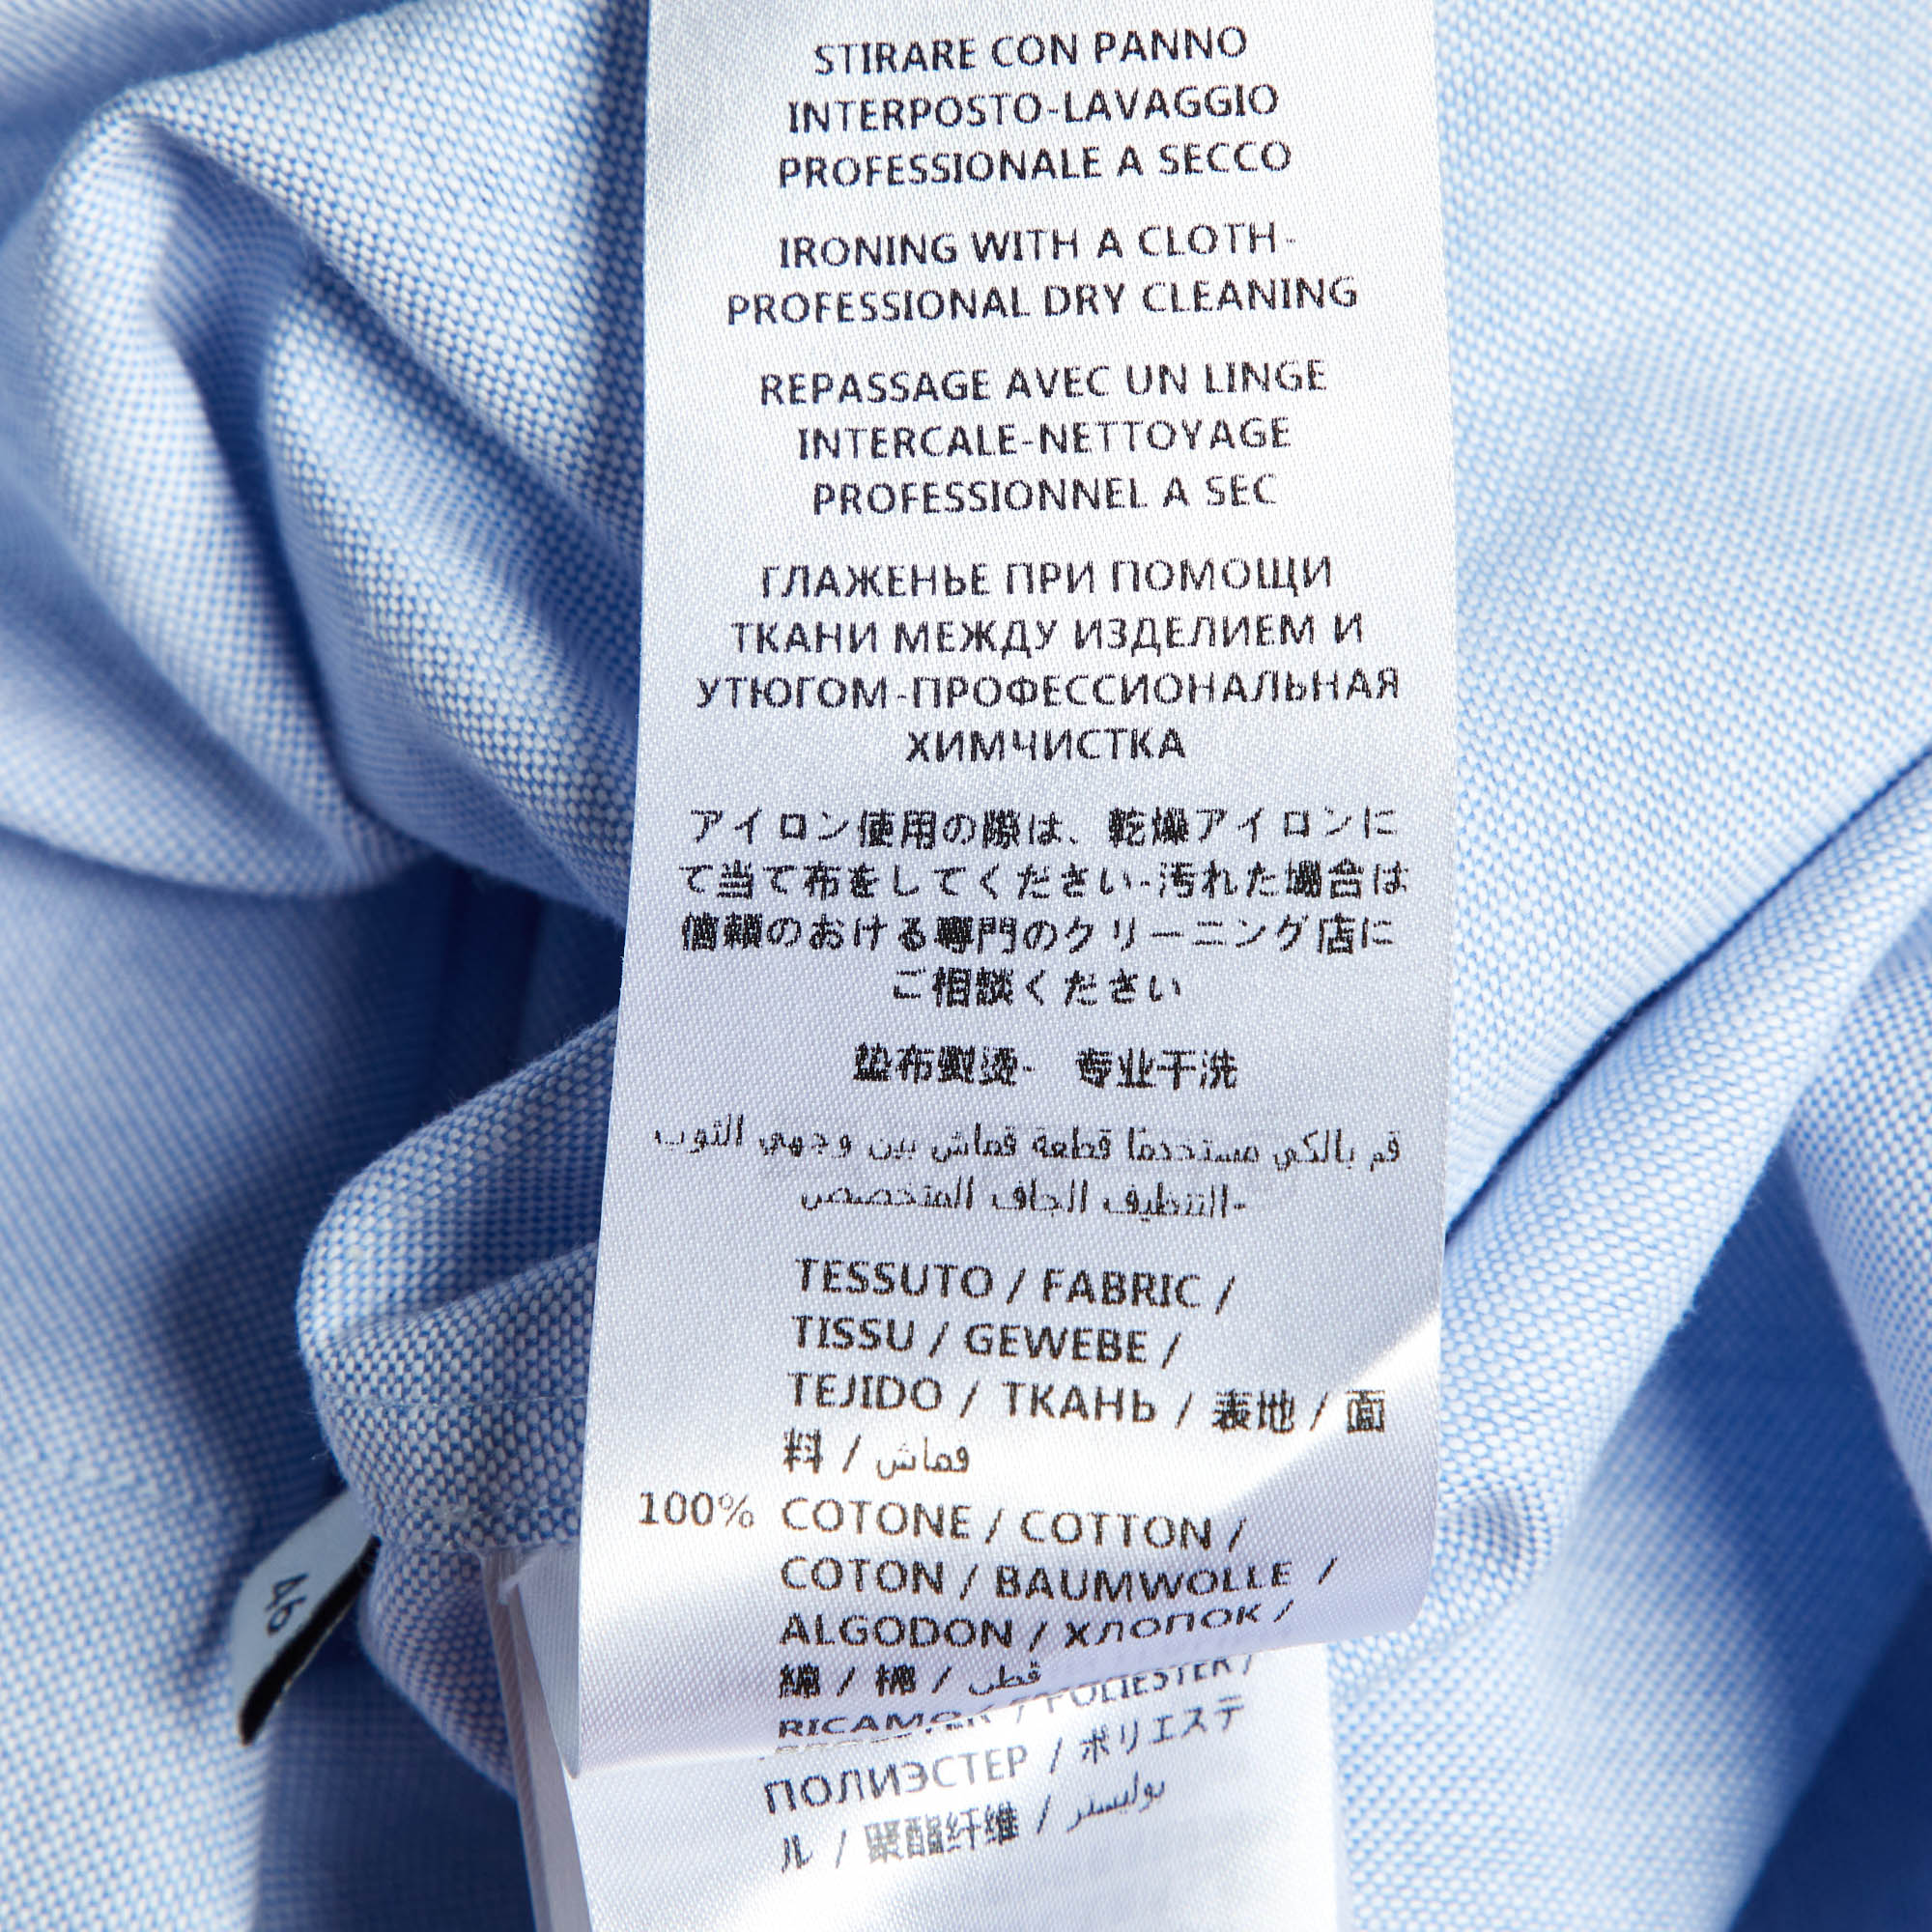 STIRARE CON PANNO
INTERPOSTO-LAVAGGIO
PROFESSIONALE A SECCO
IRONING WITH A CLOTH-
PROFESSIONAL DRY CLEANING
REPASSAGE AVEC UN LINGE
INTERCALE-NETTOYAGE
PROFESSIONNEL A SEC
ГЛАЖЕНЬЕ ПРИ ПОМОЩИ
ТКАНИ МЕЖДУ ИЗДЕЛИЕМ И
УТЮГОМ-ПРОФЕССИОНАЛЬНАЯ
ХИМЧИСТКА
アイロン使用の際は、乾燥アイロンに
て当て布をしてください-汚れた場合は
信頼のおける専門のクリーニング店に
ご相談ください
垫布熨烫- 专业干洗
قم بالكي مستخدمًا قطعة قماش بين وجهي الثوب
-التنظيف الجاف المتخصص
TESSUTO / FABRIC /
TISSU / GEWEBE /
TEJIDO / ТКАНЬ / 表地 / 面
料 / قماش
100% COTONE / COTTON /
COTON / BAUMWOLLE /
ALGODON / ХЛОПОК /
綿 / 棉 / قطن
POLIESTER /
ПОЛИЭСТЕР / ポリエステ
ル / 聚酯纤维 / بوليستر
46